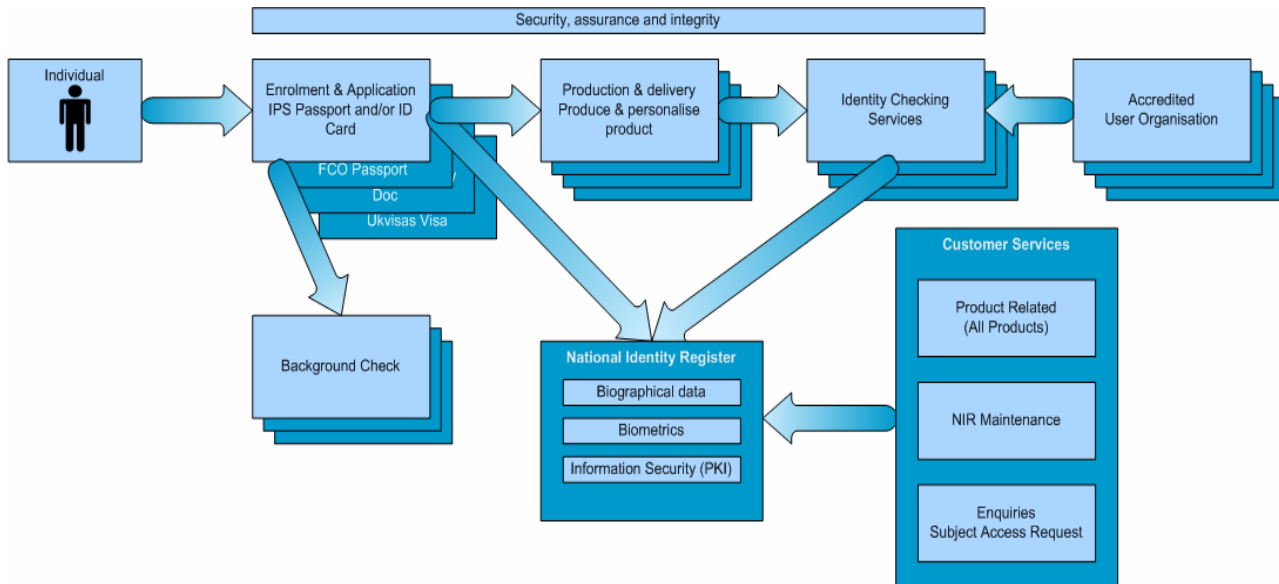 Security, assurance and integrity
Individual
Enrolment & Application
IPS Passport and/or ID
Card
FCO Passport
Doc
Ukvisas Visa
Production & delivery
Produce & personalise
product
Identity Checking
Services
Accredited
User Organisation
Background Check
National Identity Register
Biographical data
Biometrics
Information Security (PKI)
Customer Services
Product Related
(All Products)
NIR Maintenance
Enquiries
Subject Access Request